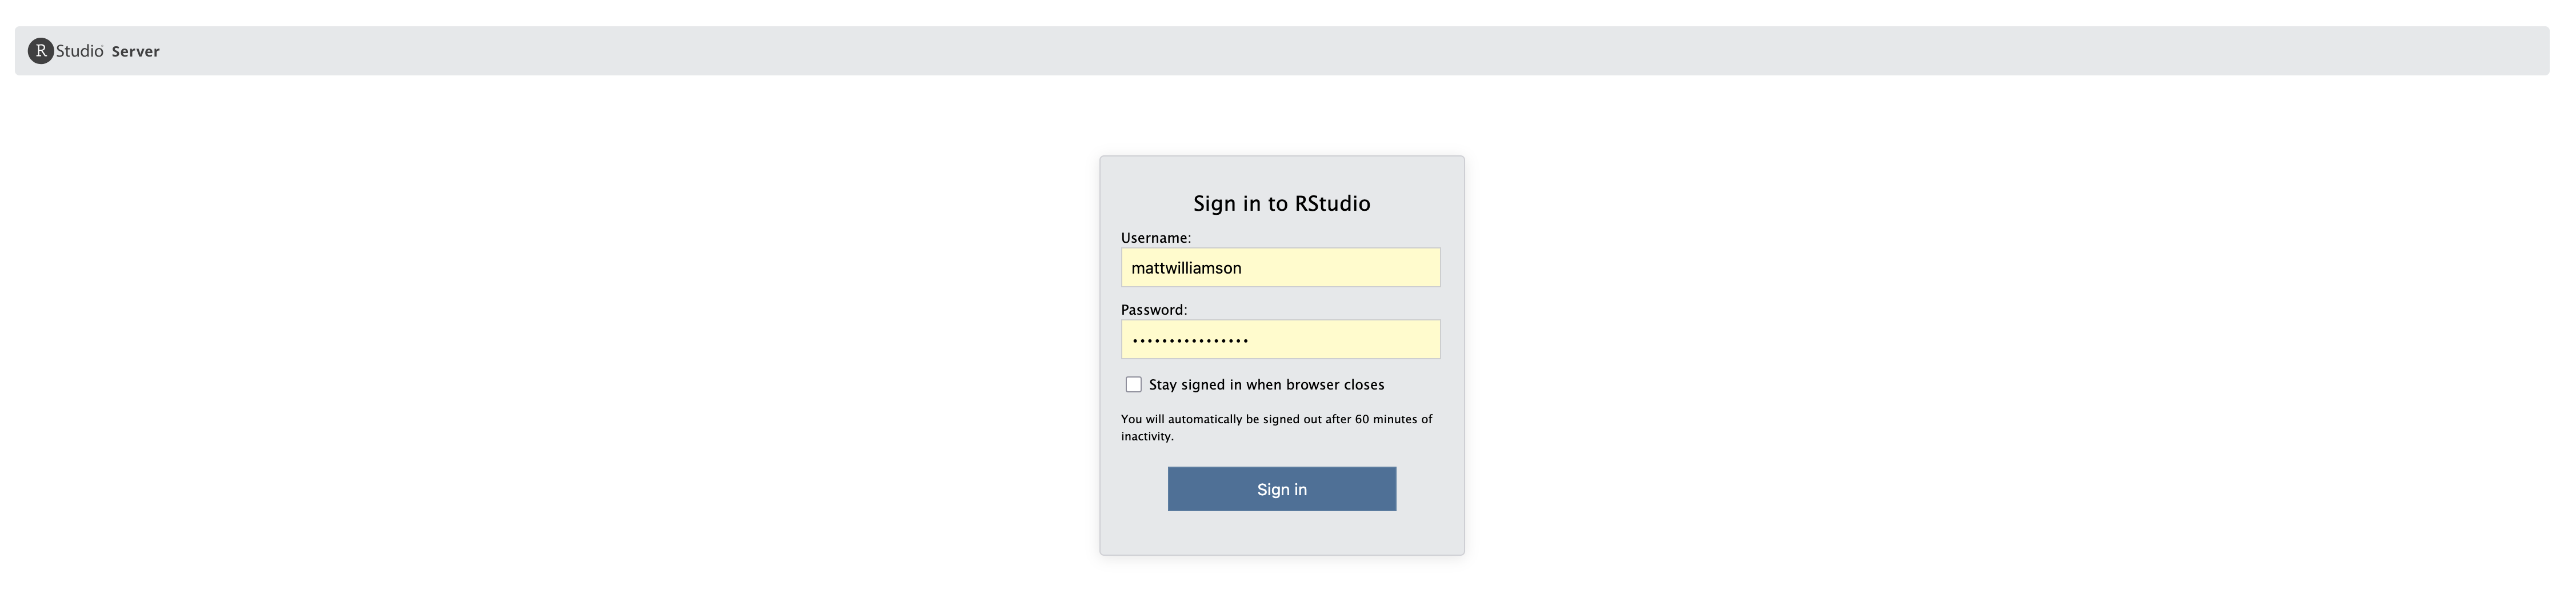 R Studio Server
Sign in to RStudio
Username:
mattwilliamson
Password:
••••••••••••••••
Stay signed in when browser closes
You will automatically be signed out after 60 minutes of
inactivity.
Sign in